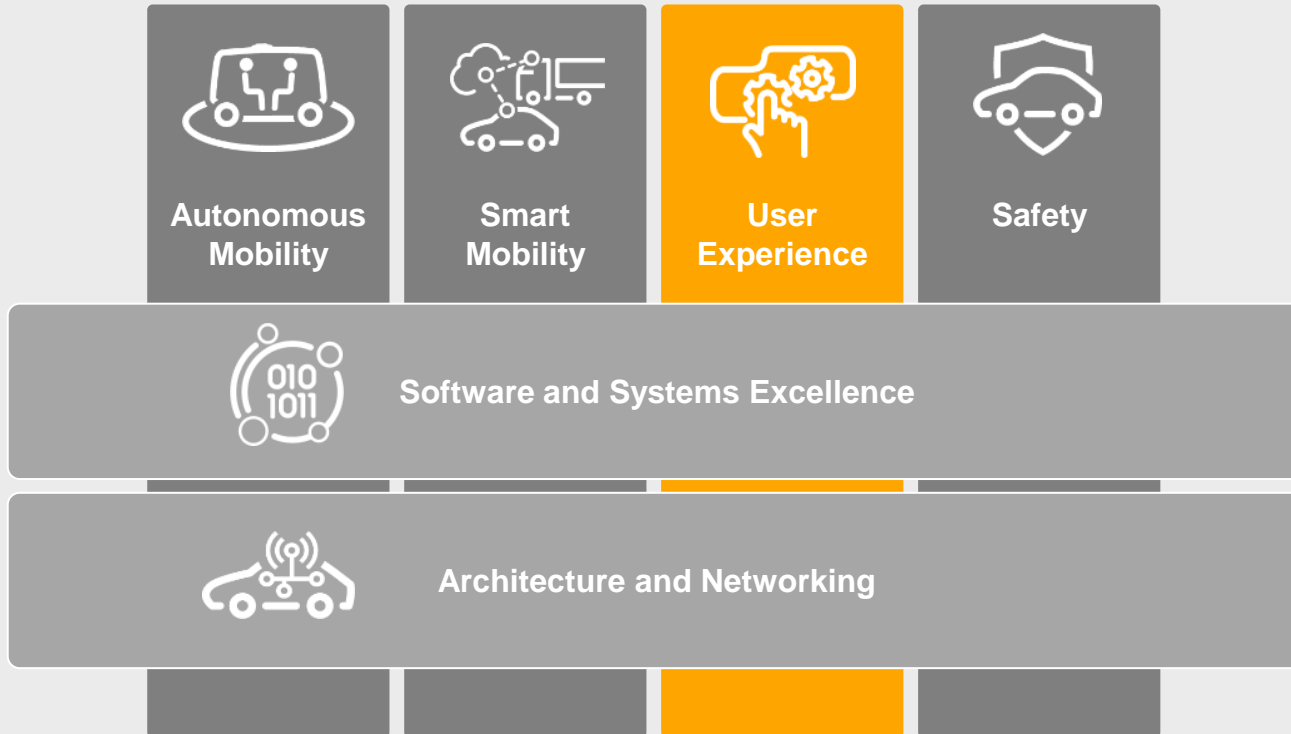 Autonomous
Mobility
Smart
Mobility
User
Experience
Safety
010
1011
Software and Systems Excellence
Architecture and Networking